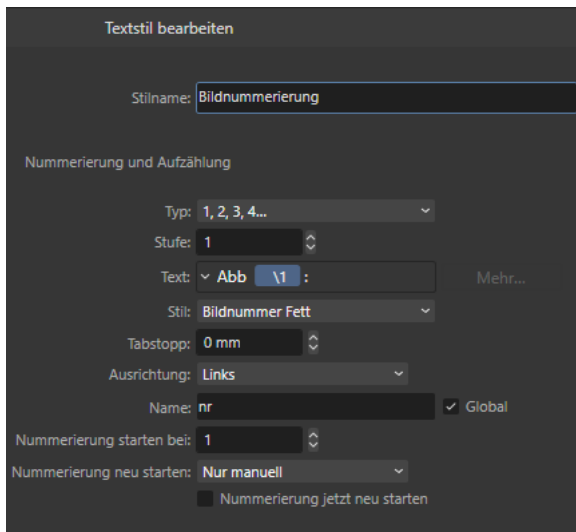 Textstil bearbeiten
Stilname: Bildnummerierung
Nummerierung und Aufzählung
Typ: 1, 2, 3, 4...
Stufe: 1
Text: Abb \1 : Mehr...
Stil: Bildnummer Fett
Tabstopp: 0 mm
Ausrichtung: Links
Name: nr Global
Nummerierung starten bei: 1
Nummerierung neu starten: Nur manuell
Nummerierung jetzt neu starten